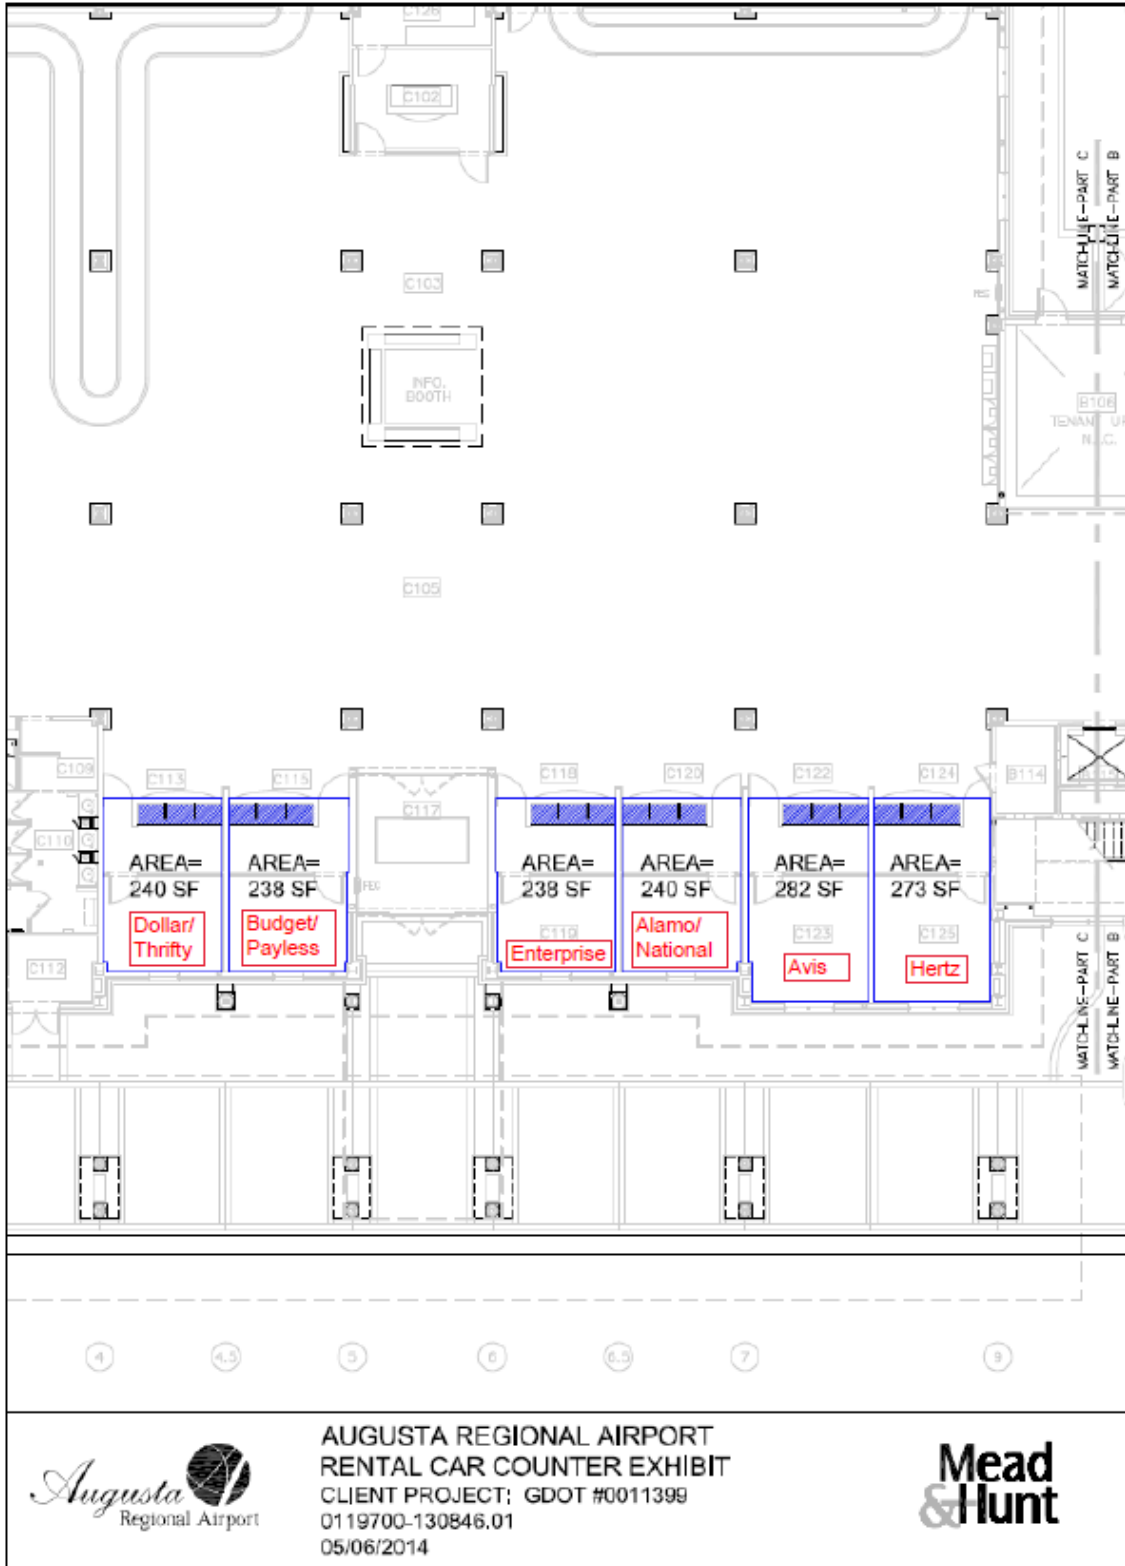 C126
C102
MATCHLINE-PART C
MATCHLINE-PART B
C103
FEC
INFO.
BOOTH
B106
TENANT
N.I.C.
C105
C109
C113
C115
C118
C120
C122
C124
B114
C117
C110
AREA=
240 SF
AREA=
238 SF
AREA=
238 SF
AREA=
240 SF
AREA=
282 SF
AREA=
273 SF
FEC
Dollar/
Thrifty
Budget/
Payless
C119
Enterprise
Alamo/
National
C123
Avis
C125
Hertz
C112
MATCHLINE-PART C
MATCHLINE-PART B
4
4.5
5
6
6.5
7
9
Augusta
Regional Airport
AUGUSTA REGIONAL AIRPORT
RENTAL CAR COUNTER EXHIBIT
CLIENT PROJECT: GDOT #0011399
0119700-130846.01
05/06/2014
Mead
&Hunt